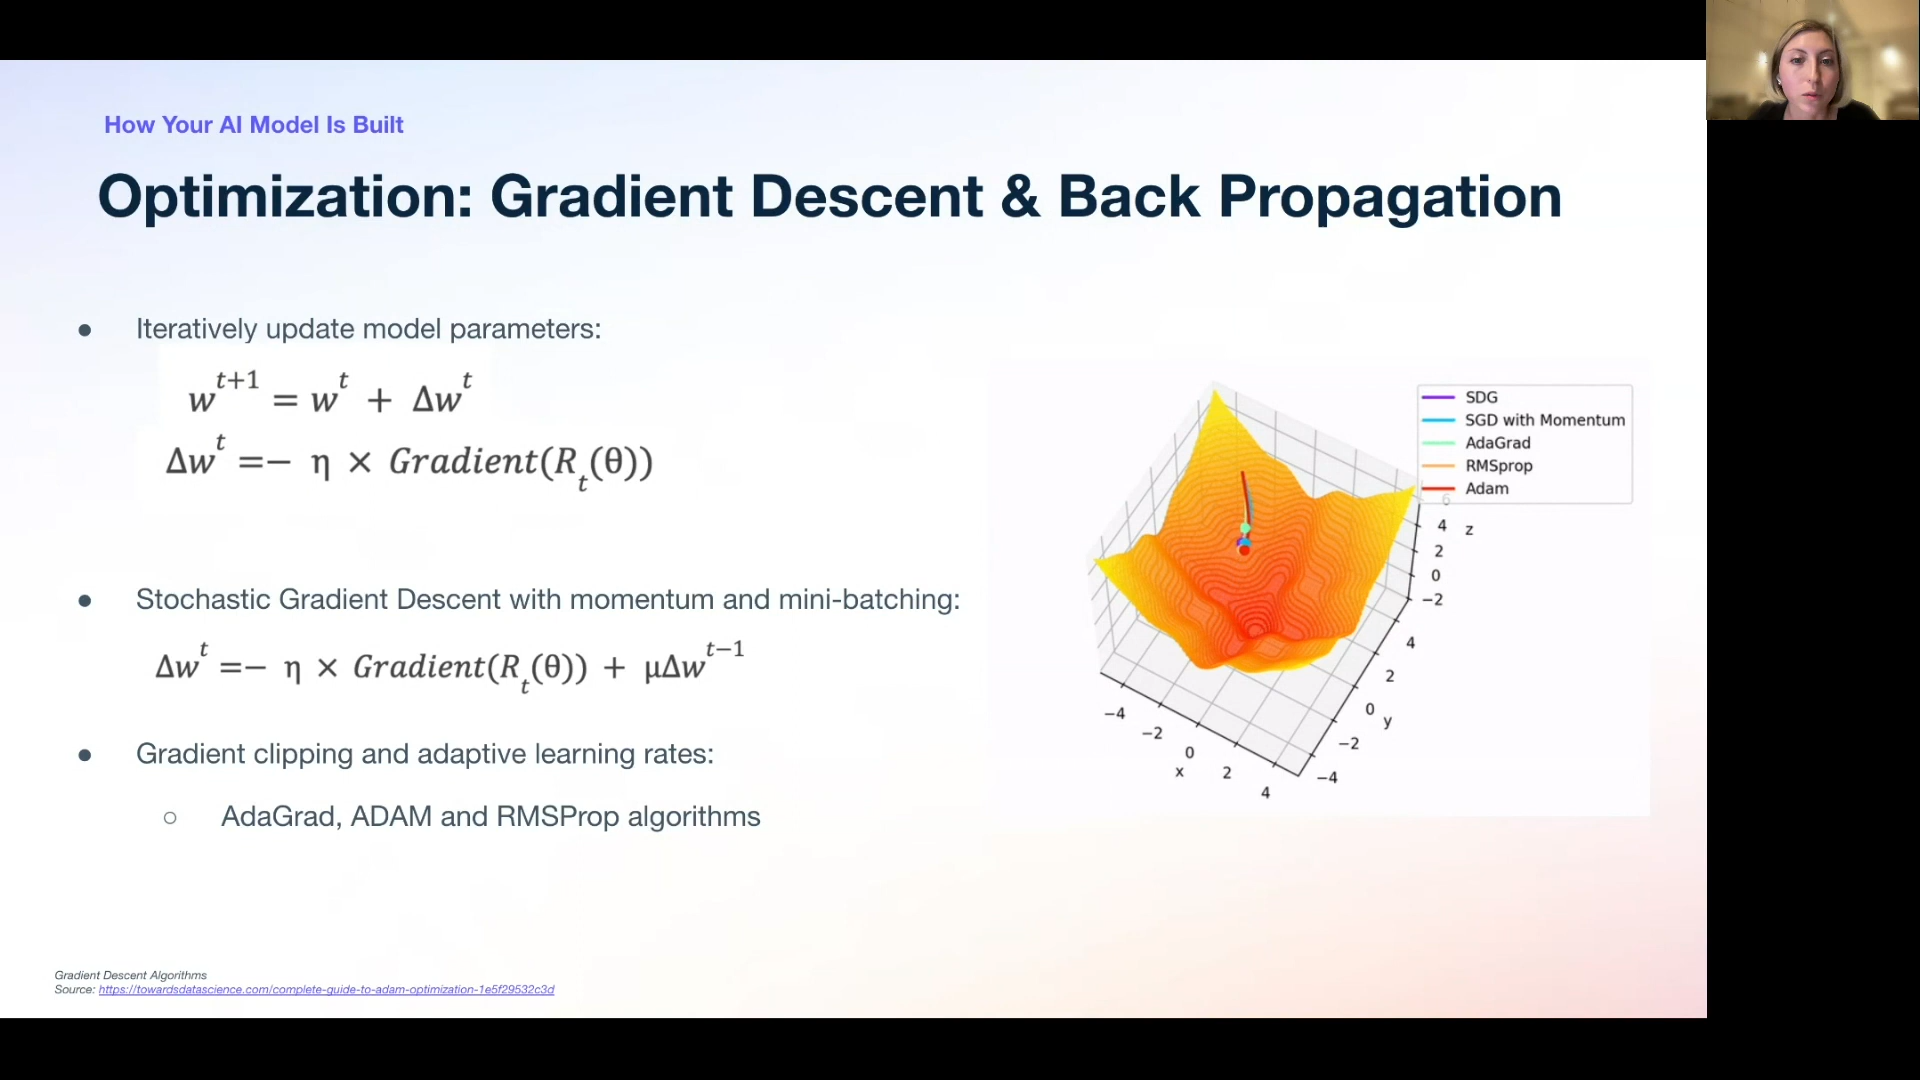 How Your AI Model Is Built
Optimization: Gradient Descent & Back Propagation
● Iteratively update model parameters:
w^{t+1} = w^t + Δw^t
Δw^t =− η × Gradient(R_t(θ))
● Stochastic Gradient Descent with momentum and mini-batching:
Δw^t =− η × Gradient(R_t(θ)) + μΔw^{t−1}
● Gradient clipping and adaptive learning rates:
○ AdaGrad, ADAM and RMSProp algorithms
SDG
SGD with Momentum
AdaGrad
RMSprop
Adam
6
4 z
2
0
−2
4
2
0 y
−2
−4
−4
−2
0
x 2
4
Gradient Descent Algorithms
Source: https://towardsdatascience.com/complete-guide-to-adam-optimization-1e5f29532c3d